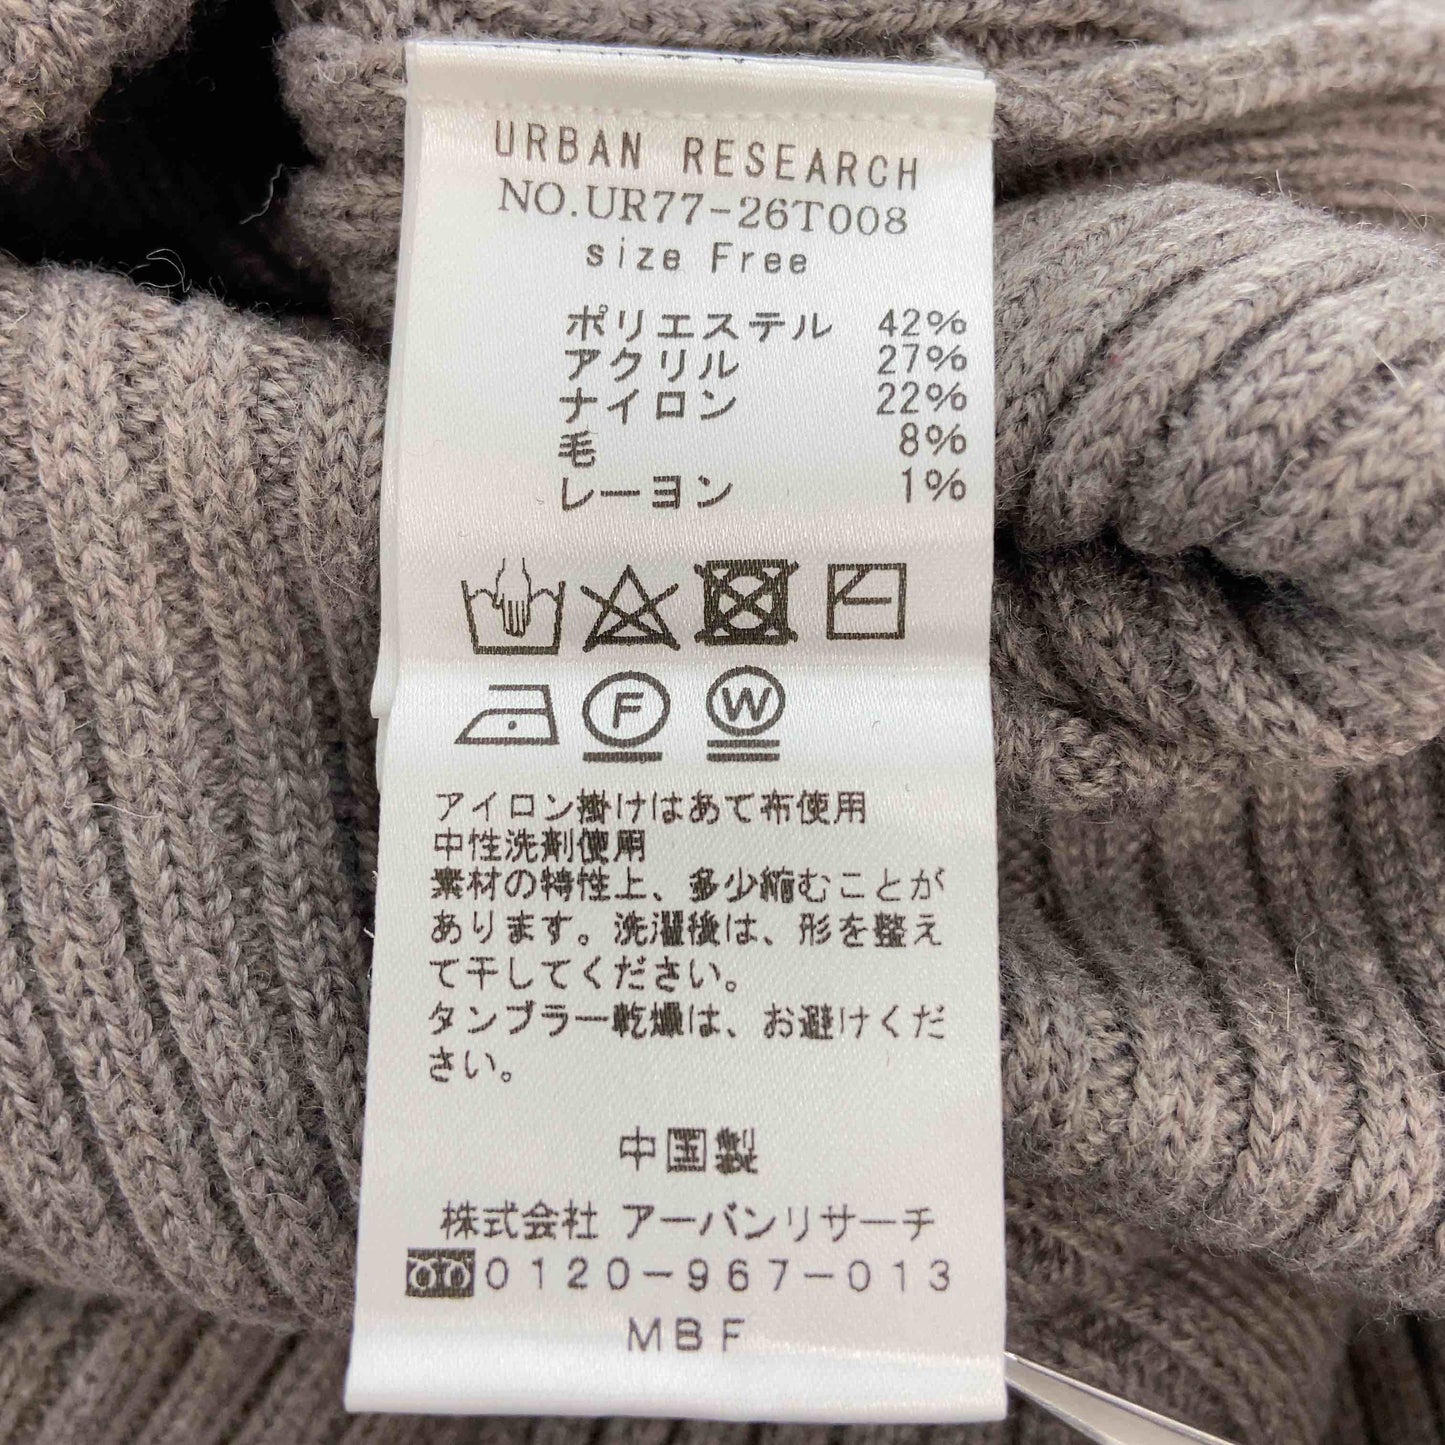 URBAN RESEARCH
NO.UR77-26T008
size Free
ポリエステル 42%
アクリル 27%
ナイロン 22%
毛 8%
レーヨン 1%
F W
アイロン掛けはあて布使用
中性洗剤使用
素材の特性上、多少縮むことが
あります。洗濯後は、形を整え
て干してください。
タンブラー乾燥は、お避けくだ
さい。
中国製
株式会社 アーバンリサーチ
0120-967-013
MBF